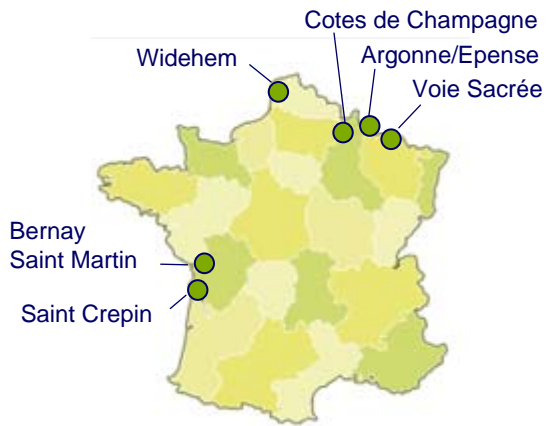 Cotes de Champagne
Argonne/Epense
Widehem
Voie Sacrée
Bernay
Saint Martin
Saint Crepin